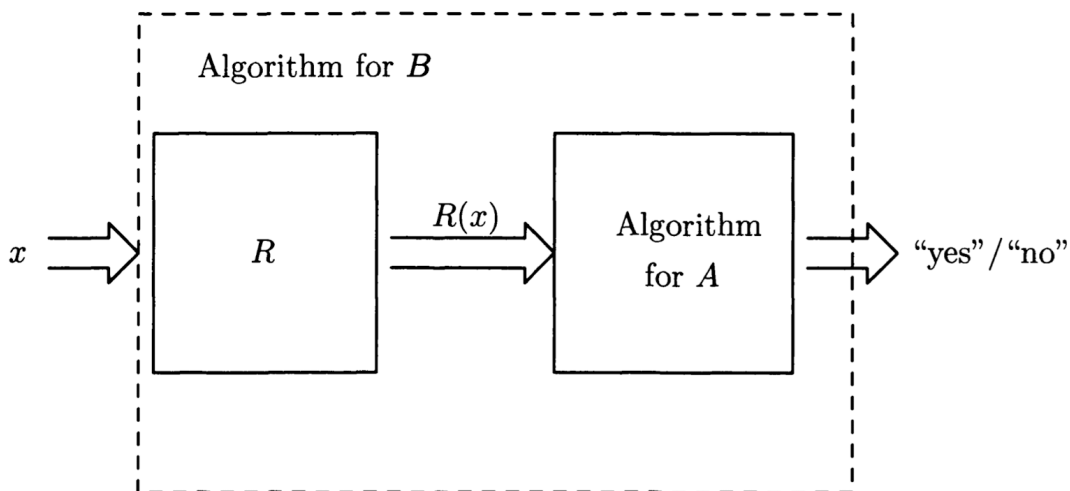 Algorithm for B
x
R
R(x)
Algorithm
for A
“yes”/“no”